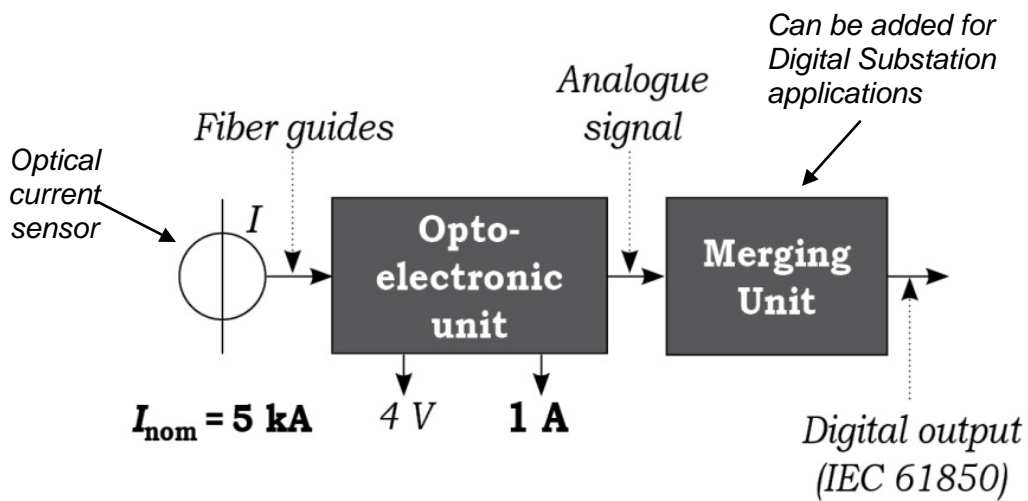 Can be added for
Digital Substation
applications
Analogue
signal
Fiber guides
Optical
current
sensor
I
Opto-
electronic
unit
Merging
Unit
I_nom = 5 kA
4 V
1 A
Digital output
(IEC 61850)